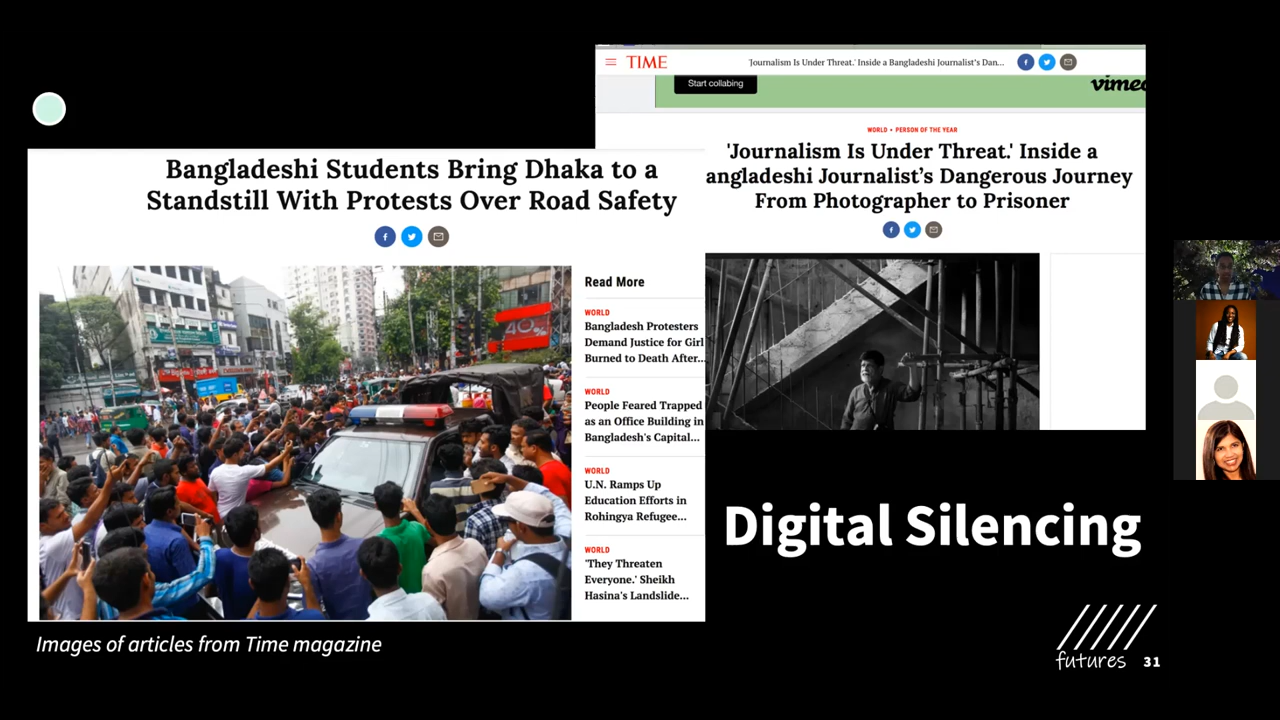 TIME
'Journalism Is Under Threat.' Inside a Bangladeshi Journalist's Dan...
Start collabing
WORLD • PERSON OF THE YEAR
'Journalism Is Under Threat.' Inside a
angladeshi Journalist's Dangerous Journey
From Photographer to Prisoner
Bangladeshi Students Bring Dhaka to a
Standstill With Protests Over Road Safety
Read More
WORLD
Bangladesh Protesters
Demand Justice for Girl
Burned to Death After...
WORLD
People Feared Trapped
as an Office Building in
Bangladesh's Capital...
WORLD
U.N. Ramps Up
Education Efforts in
Rohingya Refugee...
WORLD
'They Threaten
Everyone.' Sheikh
Hasina's Landslide...
40%
Digital Silencing
Images of articles from Time magazine
futures 31